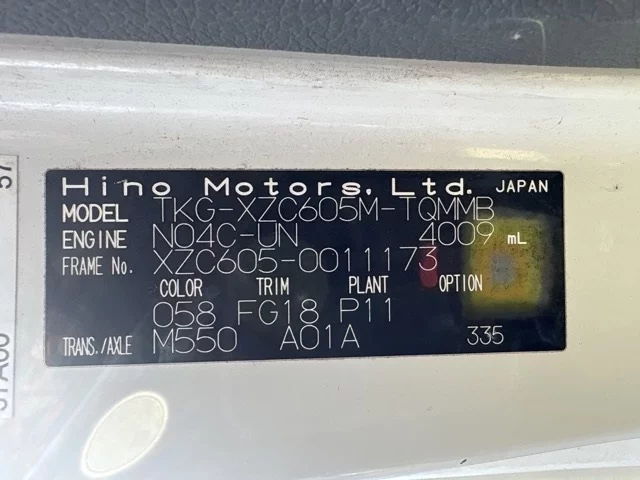 Hino Motors, Ltd. JAPAN
MODEL TKG-XZC605M-TQMMB
ENGINE N04C-UN 4009 mL
FRAME No. XZC605-0011173
COLOR TRIM PLANT OPTION
058 FG18 P11
TRANS./AXLE M550 A01A 335
57